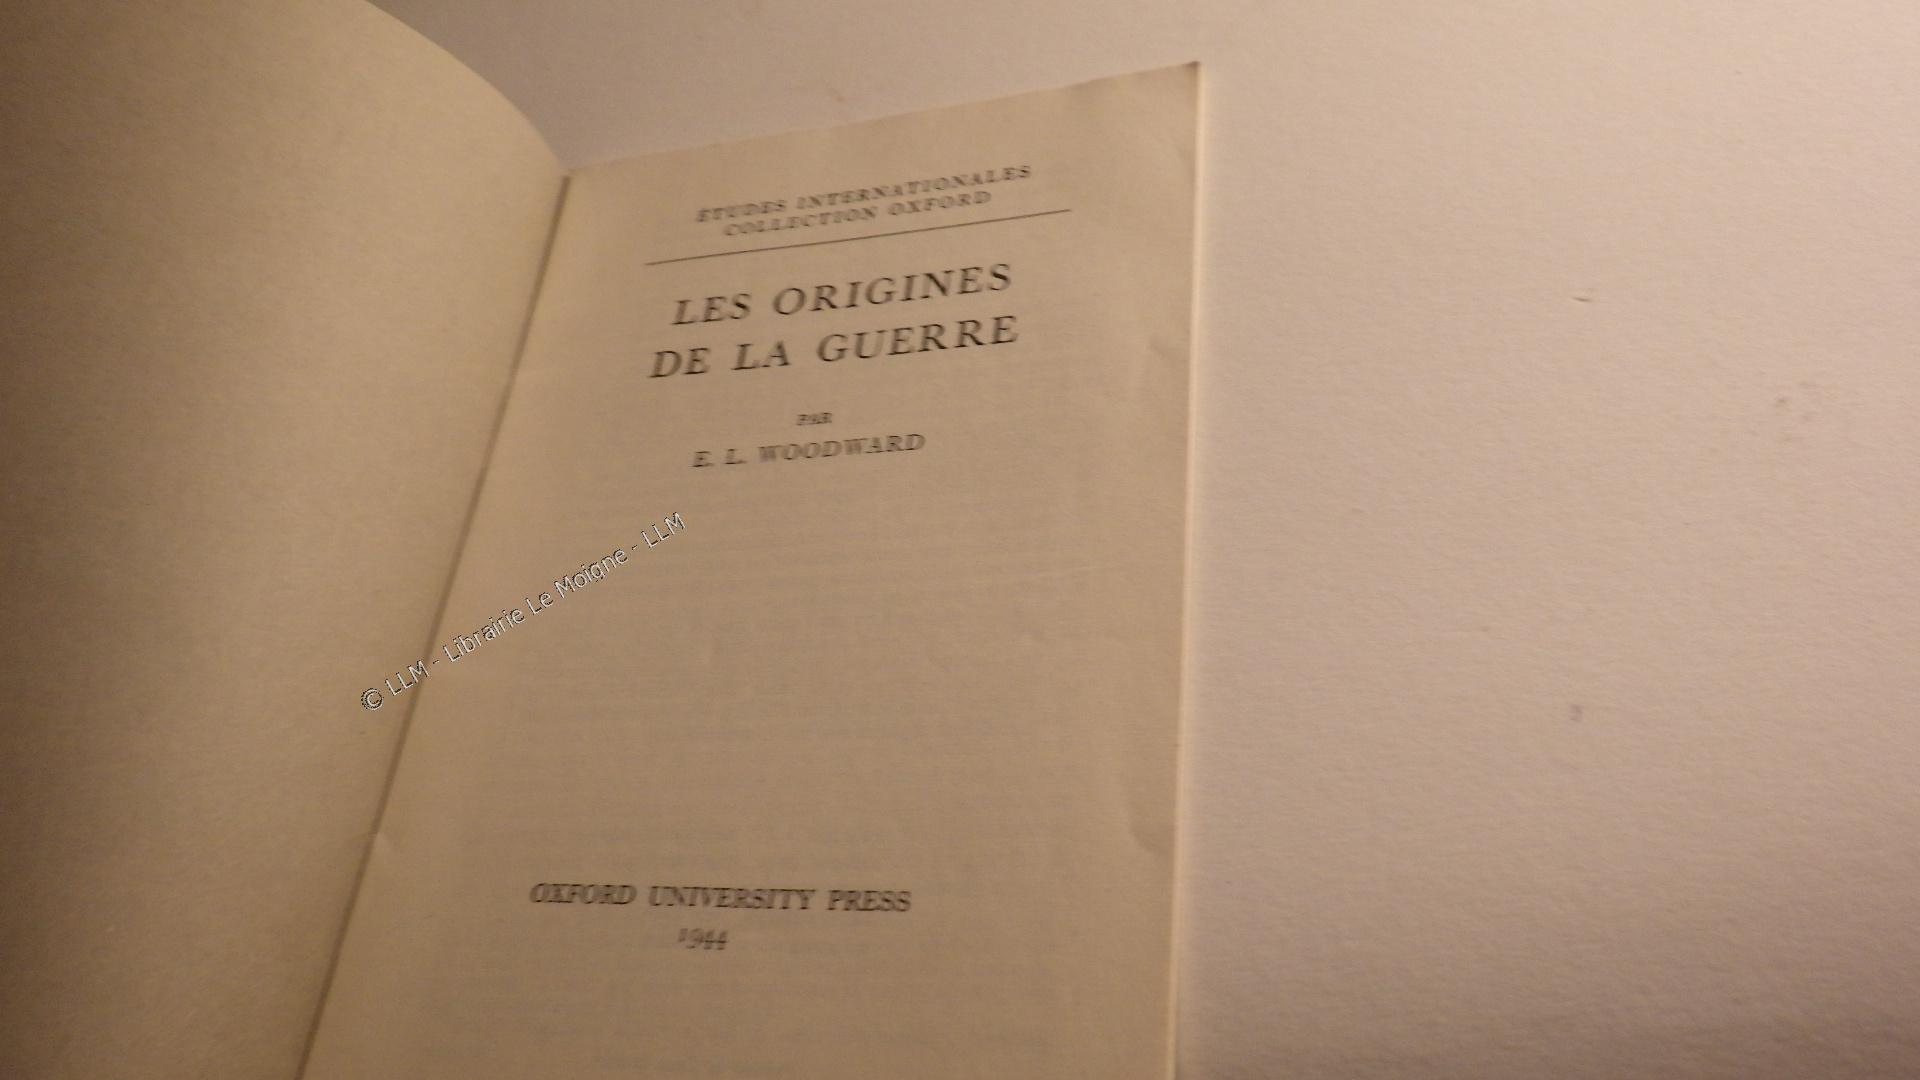 ÉTUDES INTERNATIONALES
COLLECTION OXFORD
LES ORIGINES
DE LA GUERRE
PAR
E. L. WOODWARD
© LLM - Librairie Le Moigne - LLM
OXFORD UNIVERSITY PRESS
1944